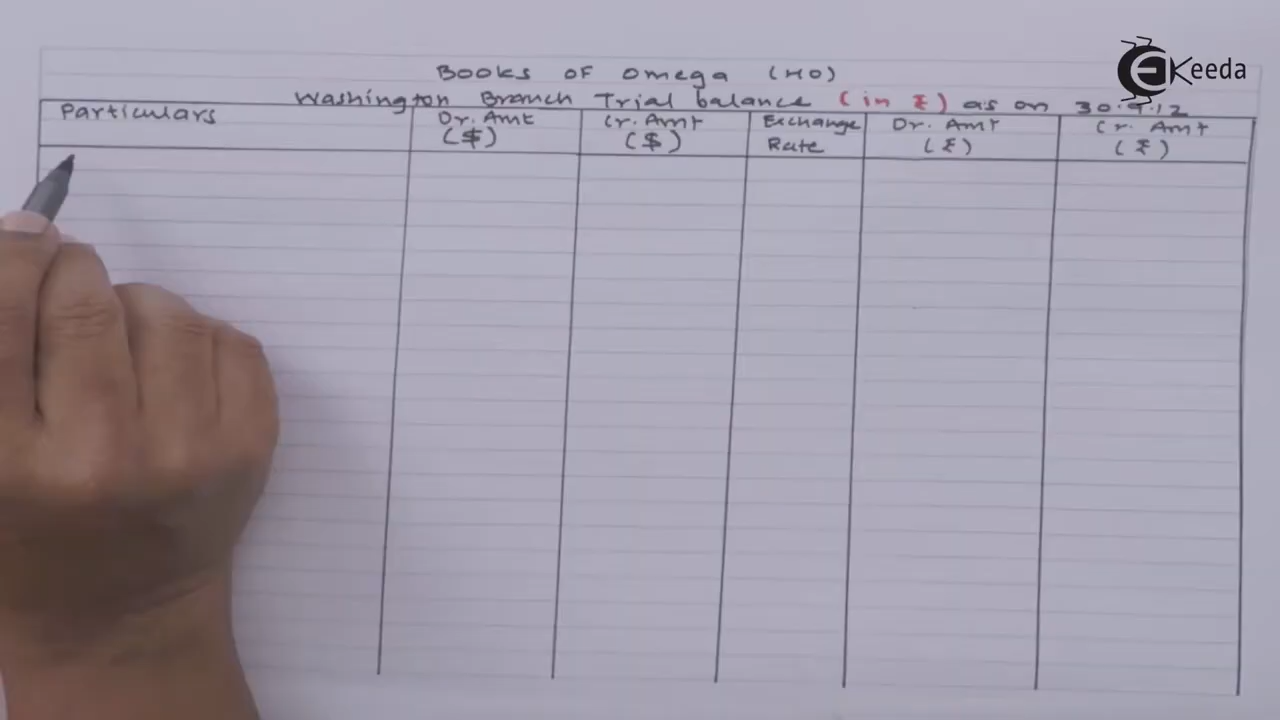 EKeeda
Books of Omega (HO)
Washington Branch Trial balance (in ₹) as on 30.9.12
Particulars Dr. Amt Cr. Amt Exchange Dr. Amt Cr. Amt
($) ($) Rate (₹) (₹)